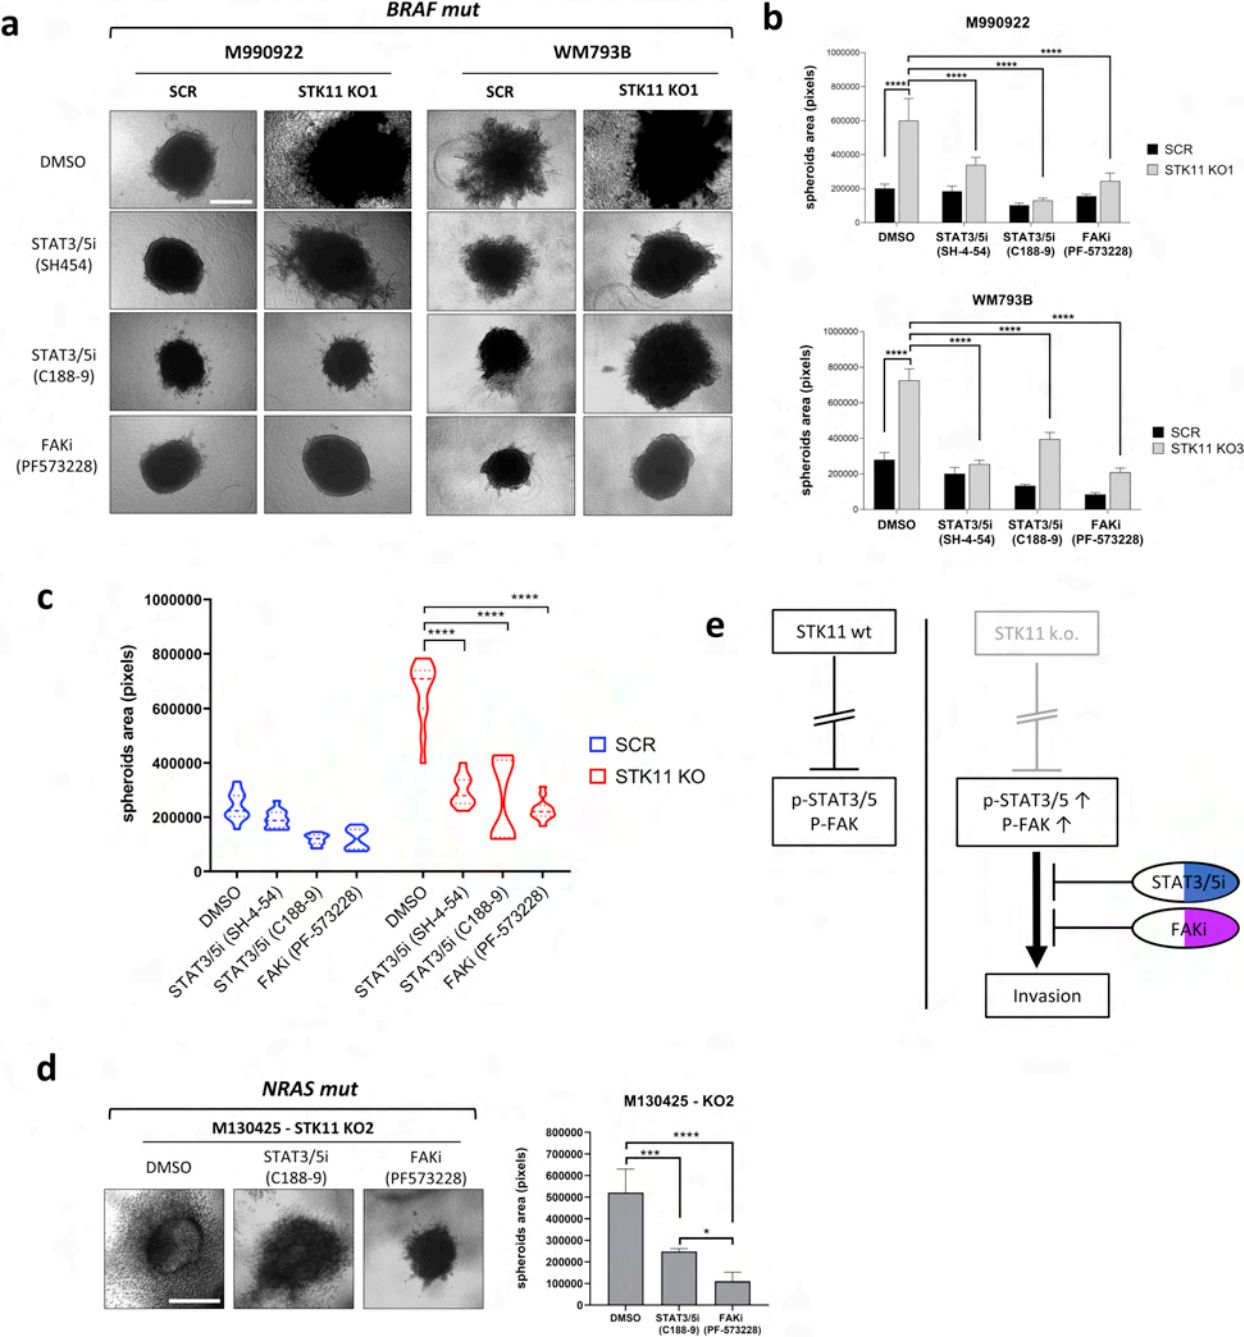 a
BRAF mut
M990922
WM793B
SCR
STK11 KO1
SCR
STK11 KO1
DMSO
STAT3/5i
(SH454)
STAT3/5i
(C188-9)
FAKi
(PF573228)
b
M990922
spheroids area (pixels)
1000000
800000
600000
400000
200000
0
****
****
****
****
DMSO
STAT3/5i
(SH-4-54)
STAT3/5i
(C188-9)
FAKi
(PF-573228)
SCR
STK11 KO1
WM793B
spheroids area (pixels)
1000000
800000
600000
400000
200000
0
****
****
****
****
DMSO
STAT3/5i
(SH-4-54)
STAT3/5i
(C188-9)
FAKi
(PF-573228)
SCR
STK11 KO3
c
spheroids area (pixels)
1000000
800000
600000
400000
200000
0
****
****
****
DMSO
STAT3/5i (SH-4-54)
STAT3/5i (C188-9)
FAKi (PF-573228)
DMSO
STAT3/5i (SH-4-54)
STAT3/5i (C188-9)
FAKi (PF-573228)
SCR
STK11 KO
e
STK11 wt
p-STAT3/5
P-FAK
STK11 k.o.
p-STAT3/5 ↑
P-FAK ↑
STAT3/5i
FAKi
Invasion
d
NRAS mut
M130425 - STK11 KO2
DMSO
STAT3/5i
(C188-9)
FAKi
(PF573228)
M130425 - KO2
spheroids area (pixels)
800000
700000
600000
500000
400000
300000
200000
100000
0
****
***
*
DMSO
STAT3/5i
(C188-9)
FAKi
(PF-573228)